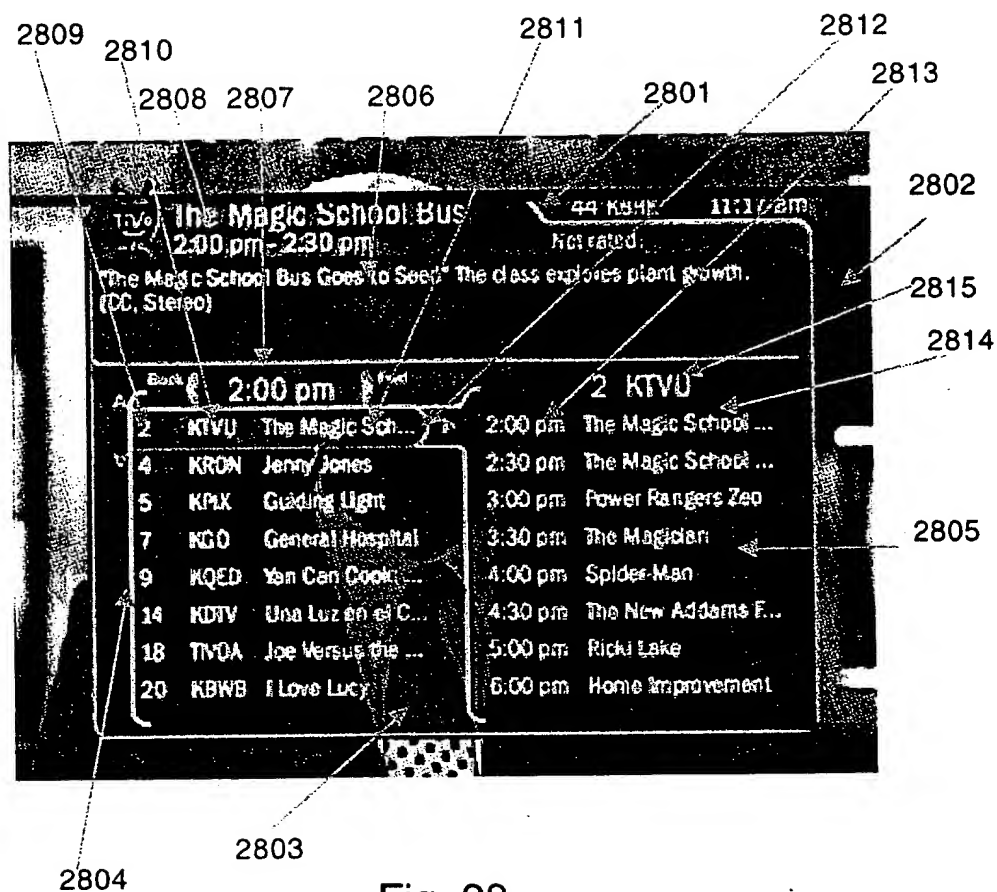 2809
2810
2811
2812
2813
2808 2807 2806 2801
2802
TiVo The Magic School Bus 44 KBHK 11:17 am
2:00 pm - 2:30 pm Not rated
2815
"The Magic School Bus Goes to Seed" The class explores plant growth.
(CC, Stereo)
2814
2:00 pm 2 KTVU
2 KTVU The Magic Sch... 2:00 pm The Magic School ...
4 KRON Jenny Jones 2:30 pm The Magic School ...
5 KPIX Guiding Light 3:00 pm Power Rangers Zeo
7 KGO General Hospital 3:30 pm The Magician
2805
9 KQED Yan Can Cook: ... 4:00 pm Spider-Man
14 KDTV Una Luz en el C... 4:30 pm The New Addams F...
18 TIVOA Joe Versus the ... 5:00 pm Ricki Lake
20 KBWB I Love Lucy 6:00 pm Home Improvement
2803
2804